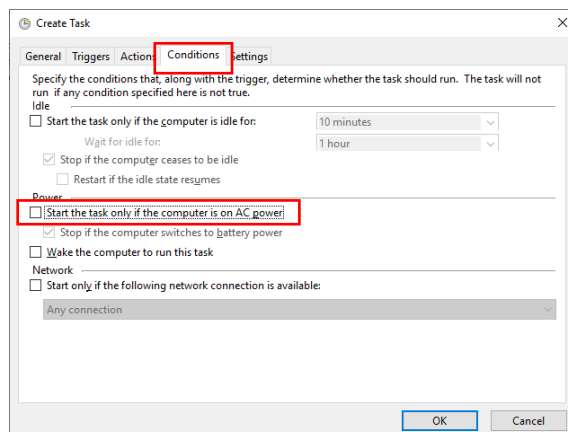 Create Task
General Triggers Actions Conditions Settings
Specify the conditions that, along with the trigger, determine whether the task should run. The task will not
run if any condition specified here is not true.
Idle
Start the task only if the computer is idle for: 10 minutes
Wait for idle for: 1 hour
Stop if the computer ceases to be idle
Restart if the idle state resumes
Power
Start the task only if the computer is on AC power
Stop if the computer switches to battery power
Wake the computer to run this task
Network
Start only if the following network connection is available:
Any connection
OK Cancel